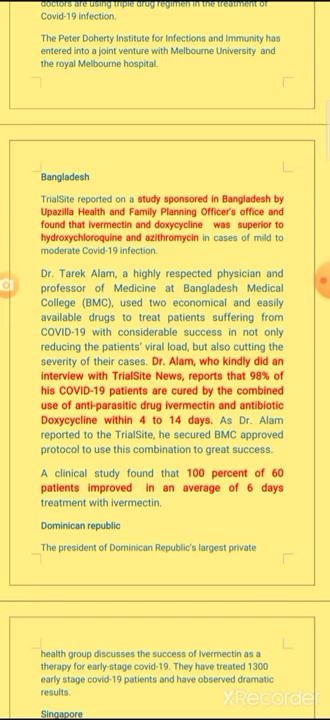 doctors are using triple drug regimen in the treatment of
Covid-19 infection.
The Peter Doherty Institute for Infections and Immunity has
entered into a joint venture with Melbourne University and
the royal Melbourne hospital.
Bangladesh
TrialSite reported on a study sponsored in Bangladesh by
Upazilla Health and Family Planning Officer's office and
found that ivermectin and doxycycline was superior to
hydroxychloroquine and azithromycin in cases of mild to
moderate Covid-19 infection.
Dr. Tarek Alam, a highly respected physician and
professor of Medicine at Bangladesh Medical
College (BMC), used two economical and easily
available drugs to treat patients suffering from
COVID-19 with considerable success in not only
reducing the patients' viral load, but also cutting the
severity of their cases. Dr. Alam, who kindly did an
interview with TrialSite News, reports that 98% of
his COVID-19 patients are cured by the combined
use of anti-parasitic drug ivermectin and antibiotic
Doxycycline within 4 to 14 days. As Dr. Alam
reported to the TrialSite, he secured BMC approved
protocol to use this combination to great success.
A clinical study found that 100 percent of 60
patients improved in an average of 6 days
treatment with ivermectin.
Dominican republic
The president of Dominican Republic's largest private
health group discusses the success of Ivermectin as a
therapy for early-stage covid-19. They have treated 1300
early stage covid-19 patients and have observed dramatic
results.
XRecorder
Singapore